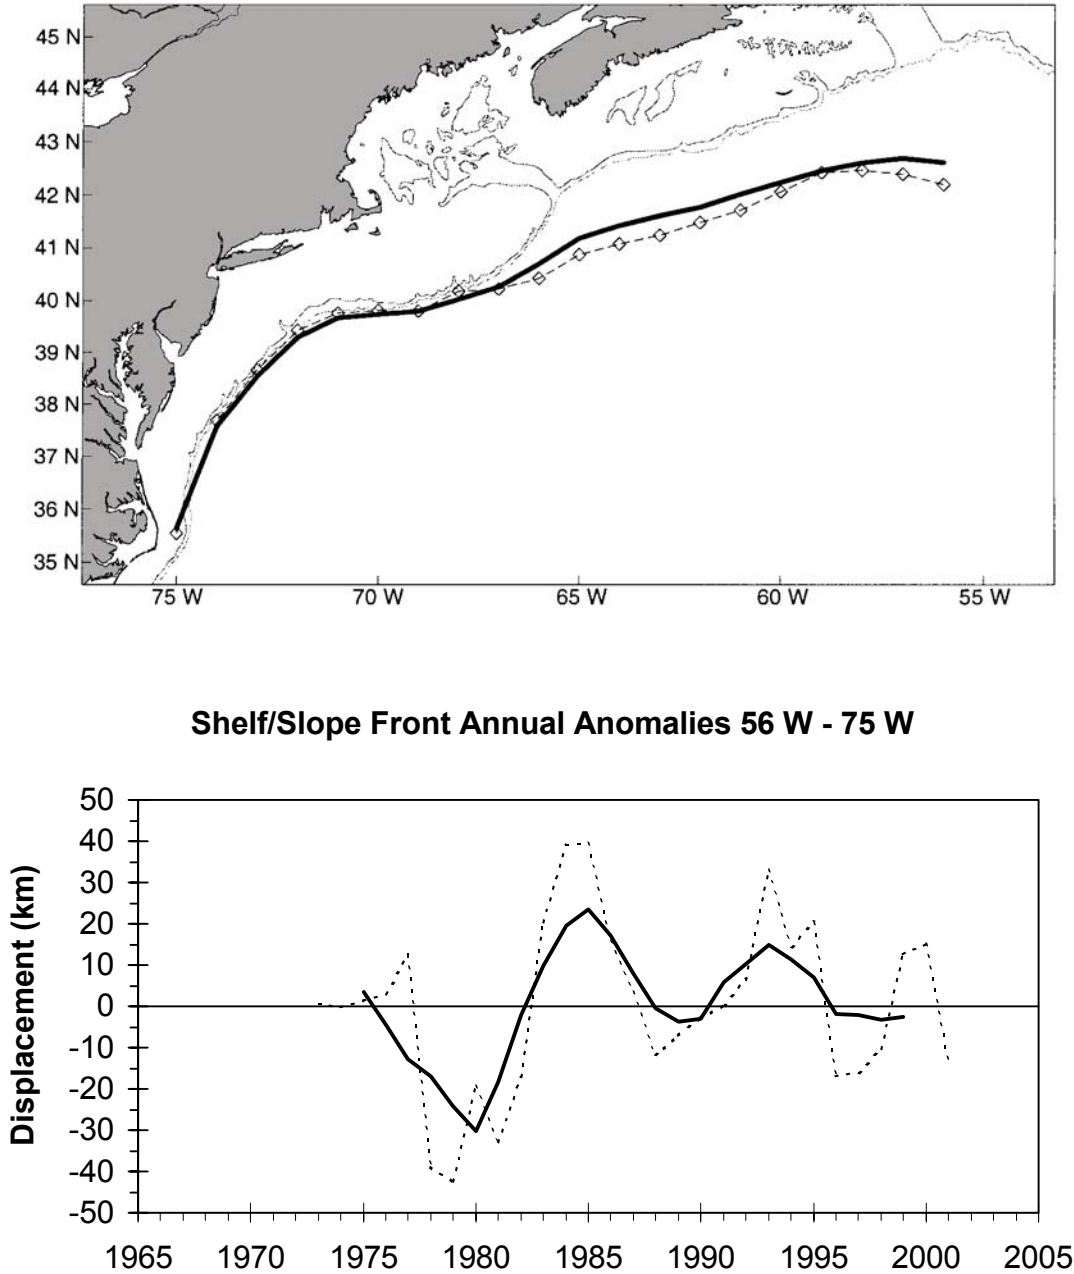 45 N
44 N
43 N
42 N
41 N
40 N
39 N
38 N
37 N
36 N
35 N
75 W 70 W 65 W 60 W 55 W
Shelf/Slope Front Annual Anomalies 56 W - 75 W
Displacement (km)
50
40
30
20
10
0
-10
-20
-30
-40
-50
1965 1970 1975 1980 1985 1990 1995 2000 2005